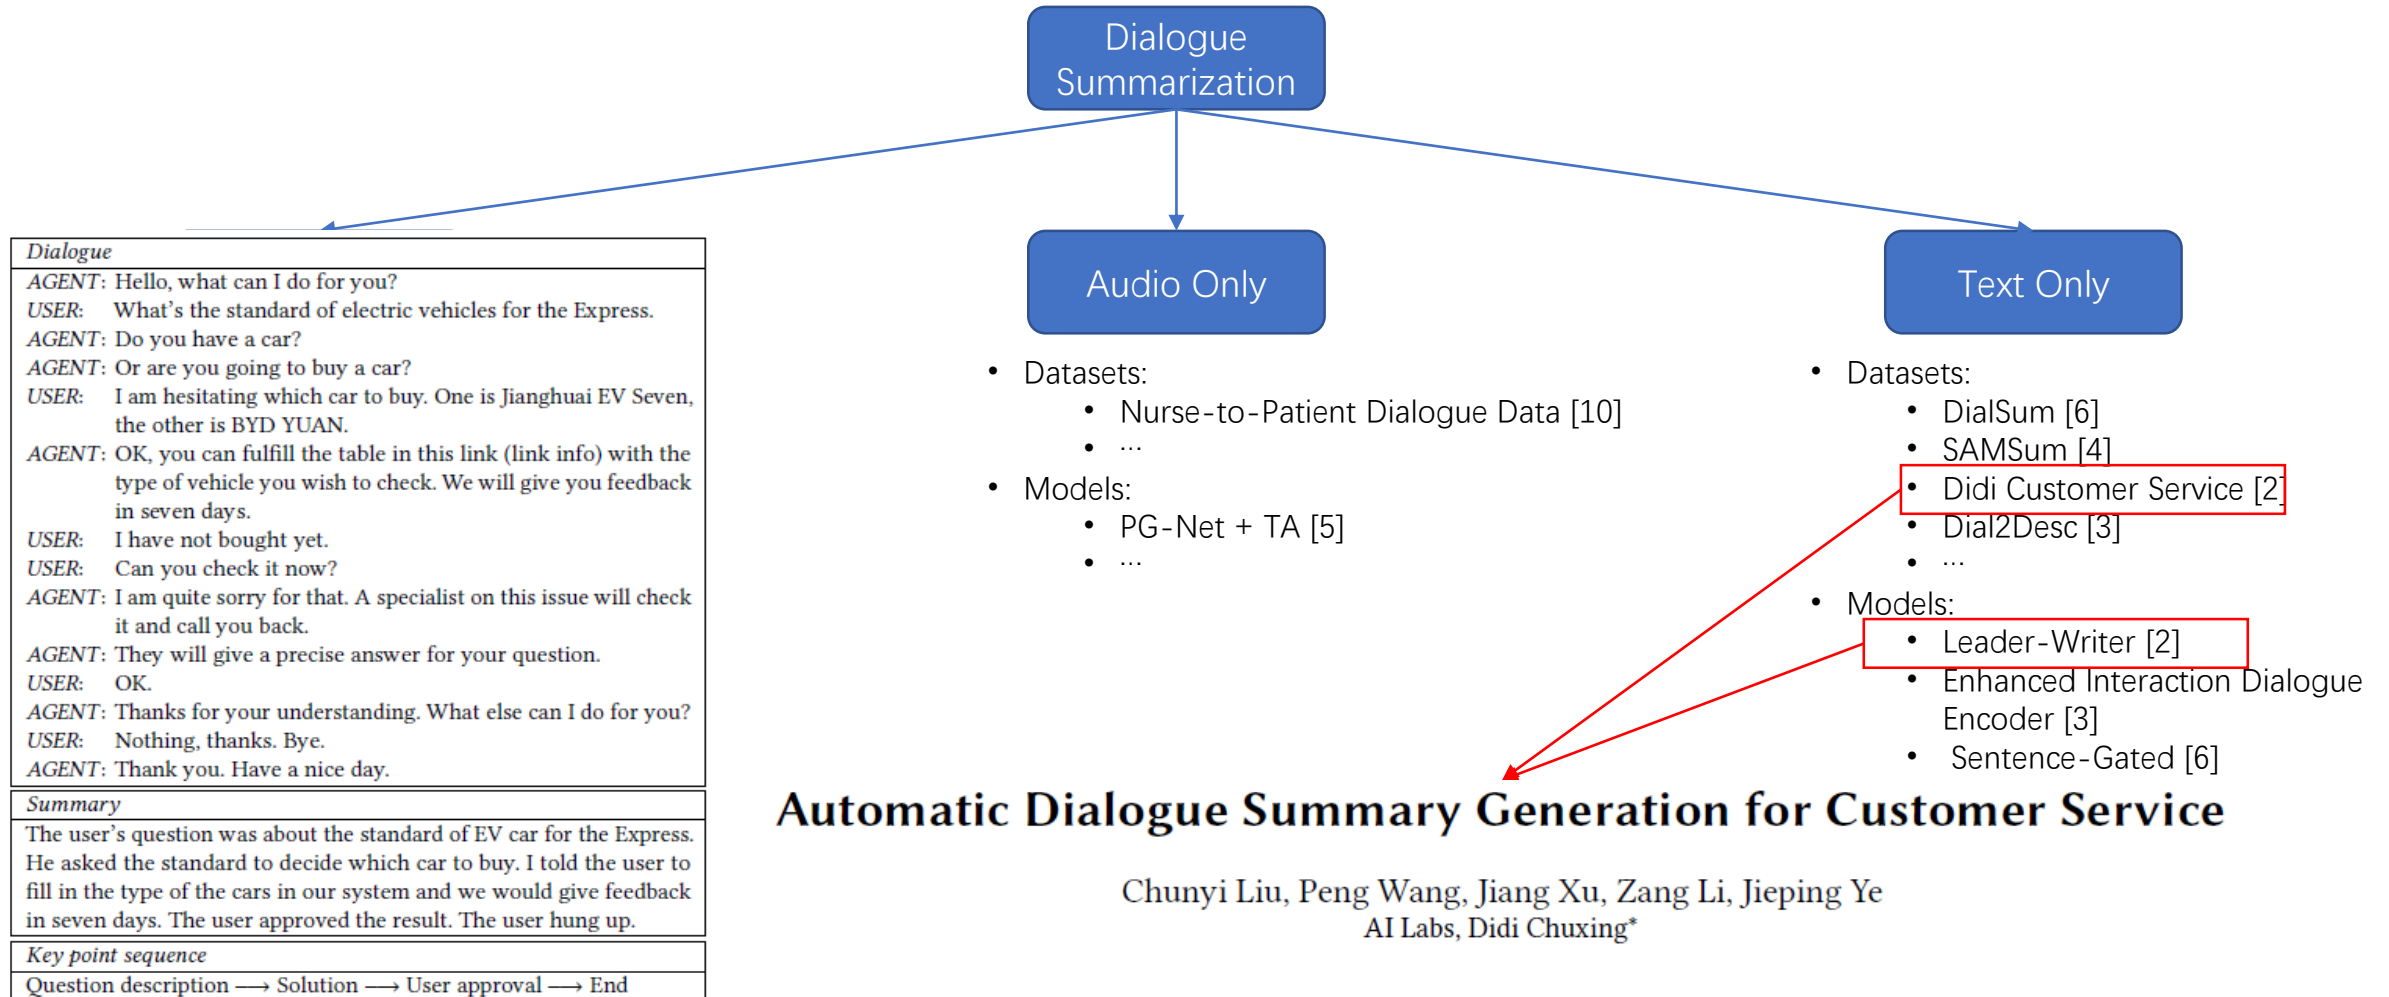 Dialogue
Summarization
Dialogue
AGENT: Hello, what can I do for you?
USER: What's the standard of electric vehicles for the Express.
AGENT: Do you have a car?
AGENT: Or are you going to buy a car?
USER: I am hesitating which car to buy. One is Jianghuai EV Seven,
the other is BYD YUAN.
AGENT: OK, you can fulfill the table in this link (link info) with the
type of vehicle you wish to check. We will give you feedback
in seven days.
USER: I have not bought yet.
USER: Can you check it now?
AGENT: I am quite sorry for that. A specialist on this issue will check
it and call you back.
AGENT: They will give a precise answer for your question.
USER: OK.
AGENT: Thanks for your understanding. What else can I do for you?
USER: Nothing, thanks. Bye.
AGENT: Thank you. Have a nice day.
Summary
The user's question was about the standard of EV car for the Express.
He asked the standard to decide which car to buy. I told the user to
fill in the type of the cars in our system and we would give feedback
in seven days. The user approved the result. The user hung up.
Key point sequence
Question description ⟶ Solution ⟶ User approval ⟶ End
Audio Only
• Datasets:
• Nurse-to-Patient Dialogue Data [10]
• ...
• Models:
• PG-Net + TA [5]
• ...
Text Only
• Datasets:
• DialSum [6]
• SAMSum [4]
• Didi Customer Service [2]
• Dial2Desc [3]
• ...
• Models:
• Leader-Writer [2]
• Enhanced Interaction Dialogue
Encoder [3]
• Sentence-Gated [6]
Automatic Dialogue Summary Generation for Customer Service
Chunyi Liu, Peng Wang, Jiang Xu, Zang Li, Jieping Ye
AI Labs, Didi Chuxing*